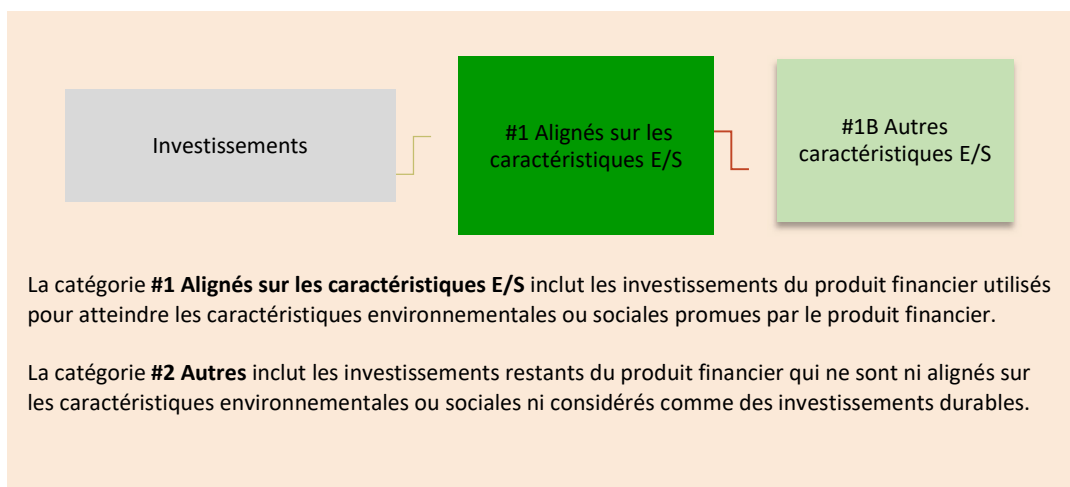 Investissements
#1 Alignés sur les
caractéristiques E/S
#1B Autres
caractéristiques E/S
La catégorie #1 Alignés sur les caractéristiques E/S inclut les investissements du produit financier utilisés
pour atteindre les caractéristiques environnementales ou sociales promues par le produit financier.
La catégorie #2 Autres inclut les investissements restants du produit financier qui ne sont ni alignés sur
les caractéristiques environnementales ou sociales ni considérés comme des investissements durables.